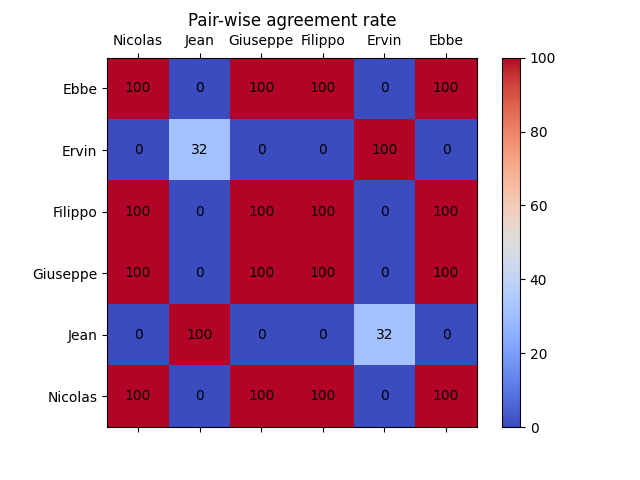 Pair-wise agreement rate
Nicolas Jean Giuseppe Filippo Ervin Ebbe
Ebbe 100 0 100 100 0 100
Ervin 0 32 0 0 100 0
Filippo 100 0 100 100 0 100
Giuseppe 100 0 100 100 0 100
Jean 0 100 0 0 32 0
Nicolas 100 0 100 100 0 100
100
80
60
40
20
0